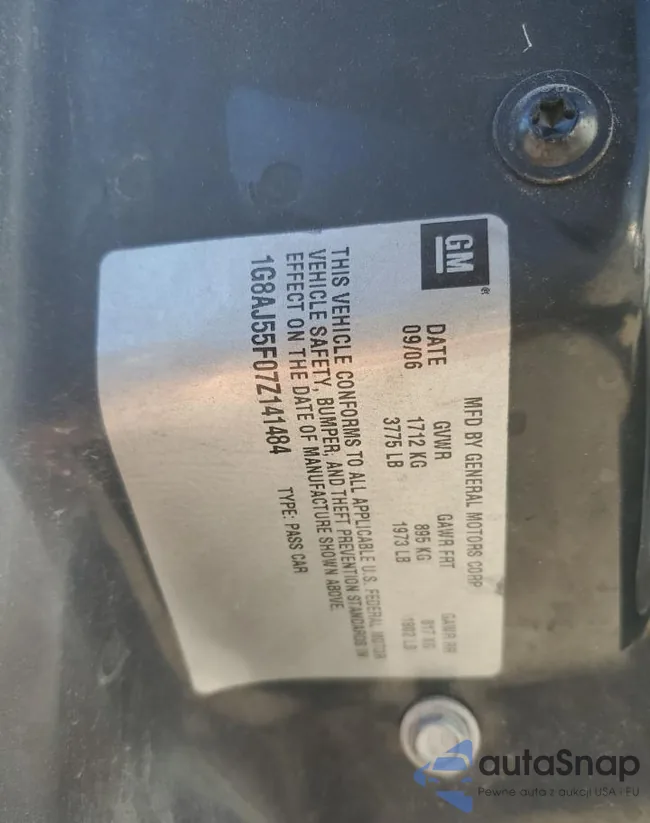 GM
MFD BY GENERAL MOTORS CORP
DATE GVWR GAWR FRT GAWR RR
09/06 1712 KG 895 KG 817 KG
3775 LB 1973 LB 1802 LB
THIS VEHICLE CONFORMS TO ALL APPLICABLE U.S. FEDERAL MOTOR
VEHICLE SAFETY, BUMPER, AND THEFT PREVENTION STANDARDS IN
EFFECT ON THE DATE OF MANUFACTURE SHOWN ABOVE.
1G8AJ55F07Z141484 TYPE: PASS CAR
autoSnap
Pewne auta z aukcji USA i EU